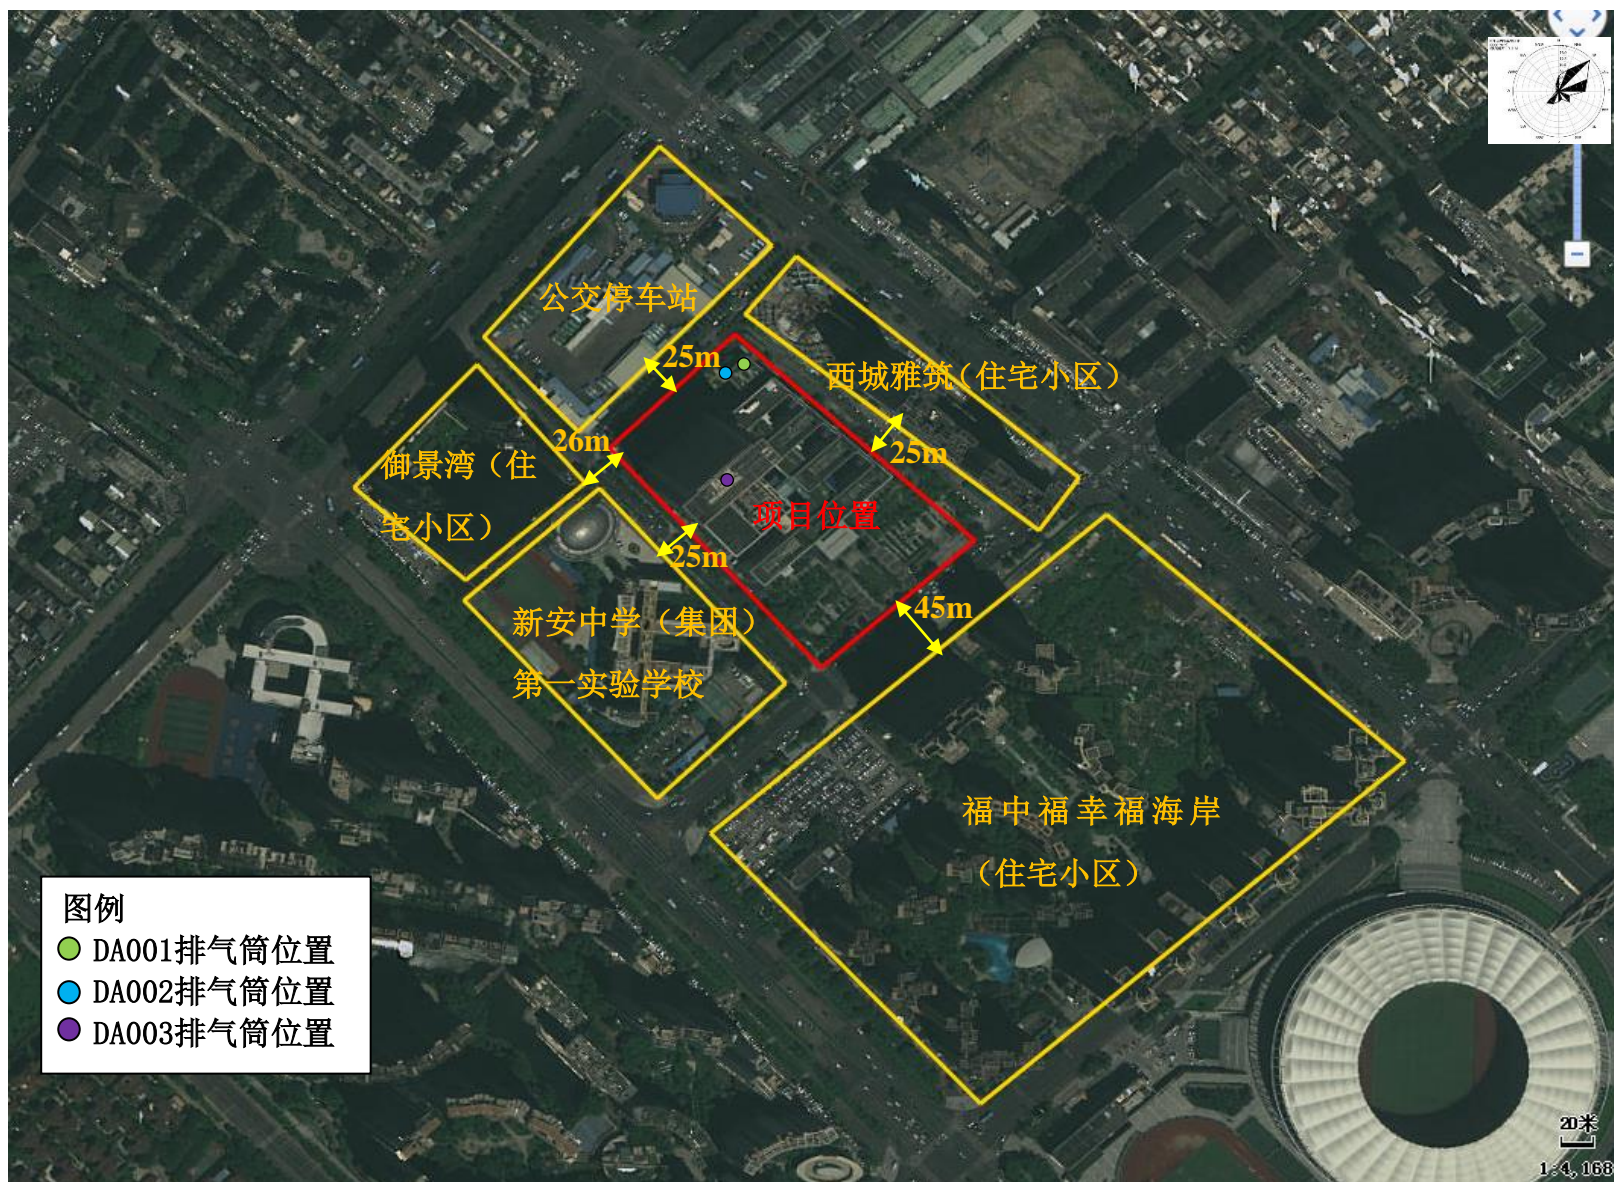 公交停车站
25m
西城雅筑（住宅小区）
26m
25m
御景湾（住
宅小区）
项目位置
25m
45m
新安中学（集团）
第一实验学校
福中福幸福海岸
（住宅小区）
图例
DA001排气筒位置
DA002排气筒位置
DA003排气筒位置
20米
1:4,168